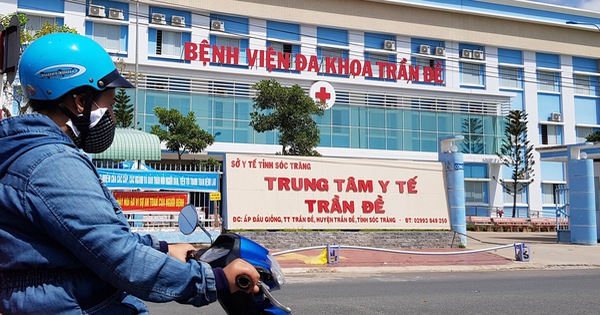 BỆNH VIỆN ĐA KHOA TRẦN ĐỀ
SỞ Y TẾ TỈNH SÓC TRĂNG
TRUNG TÂM Y TẾ
TRẦN ĐỀ
ĐC: ẤP ĐẦU GIỒNG, TT TRẦN ĐỀ, HUYỆN TRẦN ĐỀ, TỈNH SÓC TRĂNG - ĐT: 02993 849 250